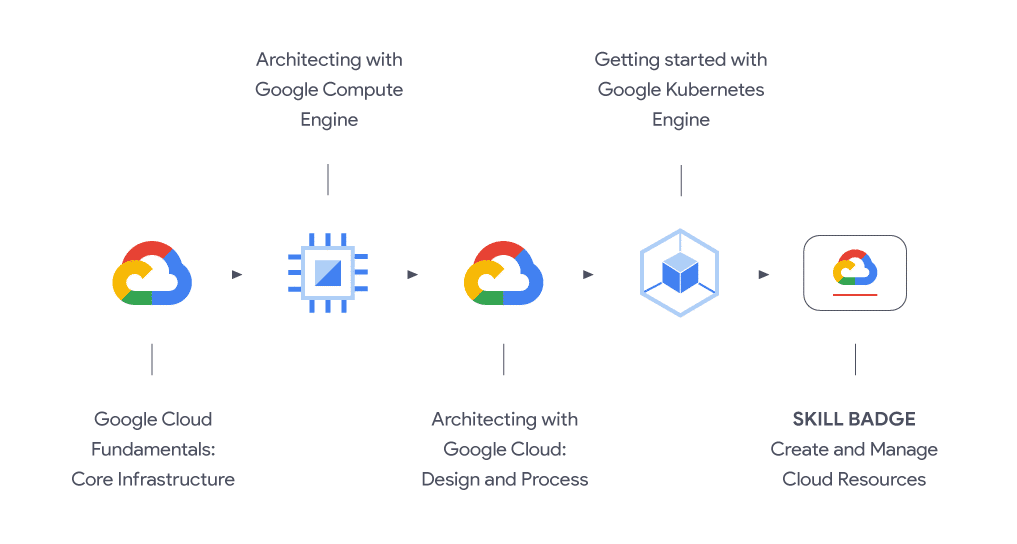 Architecting with
Google Compute
Engine
Getting started with
Google Kubernetes
Engine
Google Cloud
Fundamentals:
Core Infrastructure
Architecting with
Google Cloud:
Design and Process
SKILL BADGE
Create and Manage
Cloud Resources